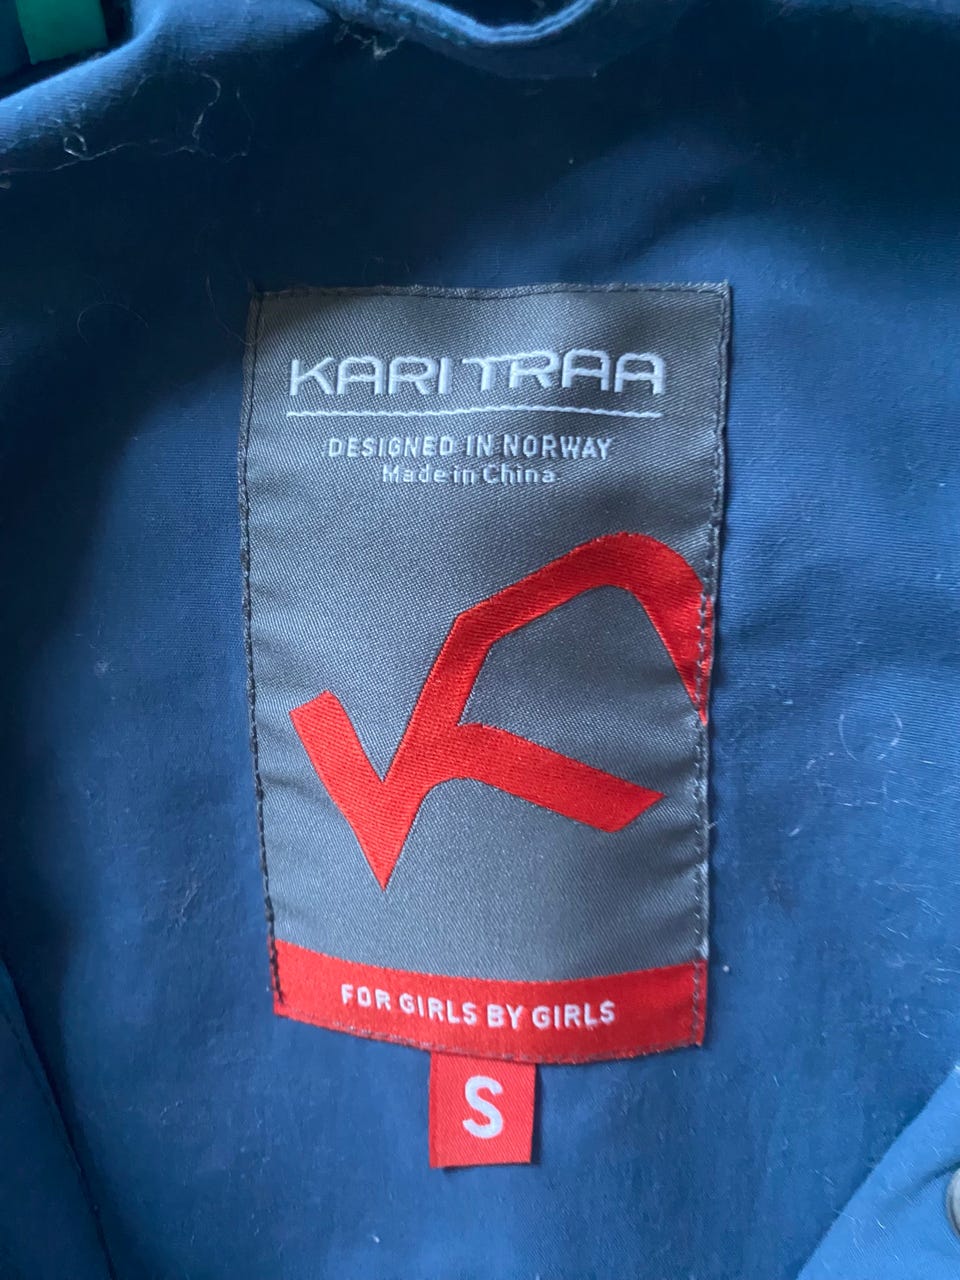 KARI TRAA
DESIGNED IN NORWAY
Made in China
FOR GIRLS BY GIRLS
S